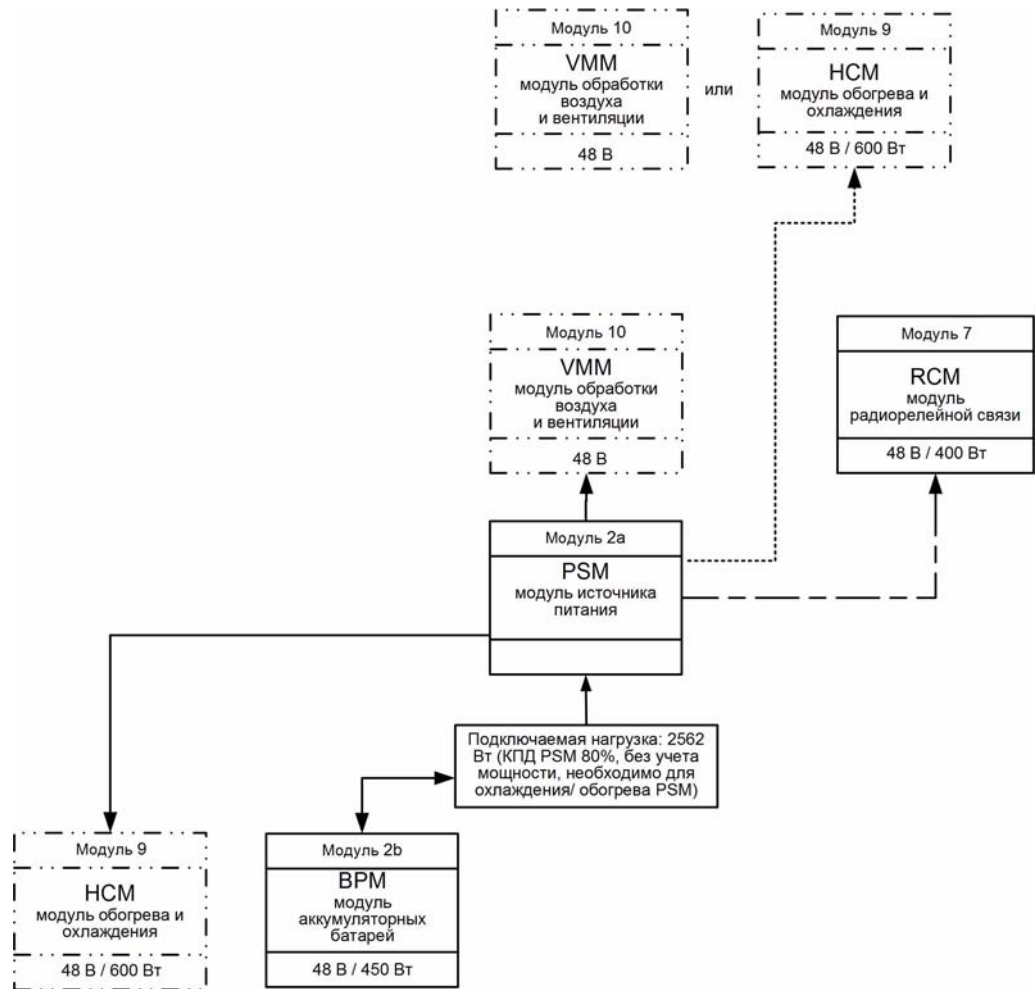 Модуль 10
VMM
модуль обработки
воздуха
и вентиляции
48 В
или
Модуль 9
HCM
модуль обогрева и
охлаждения
48 В / 600 Вт
Модуль 10
VMM
модуль обработки
воздуха
и вентиляции
48 В
Модуль 7
RCM
модуль
радиорелейной связи
48 В / 400 Вт
Модуль 2a
PSM
модуль источника
питания
Подключаемая нагрузка: 2562
Вт (КПД PSM 80%, без учета
мощности, необходимо для
охлаждения/ обогрева PSM)
Модуль 9
HCM
модуль обогрева и
охлаждения
48 В / 600 Вт
Модуль 2b
BPM
модуль
аккумуляторных
батарей
48 В / 450 Вт